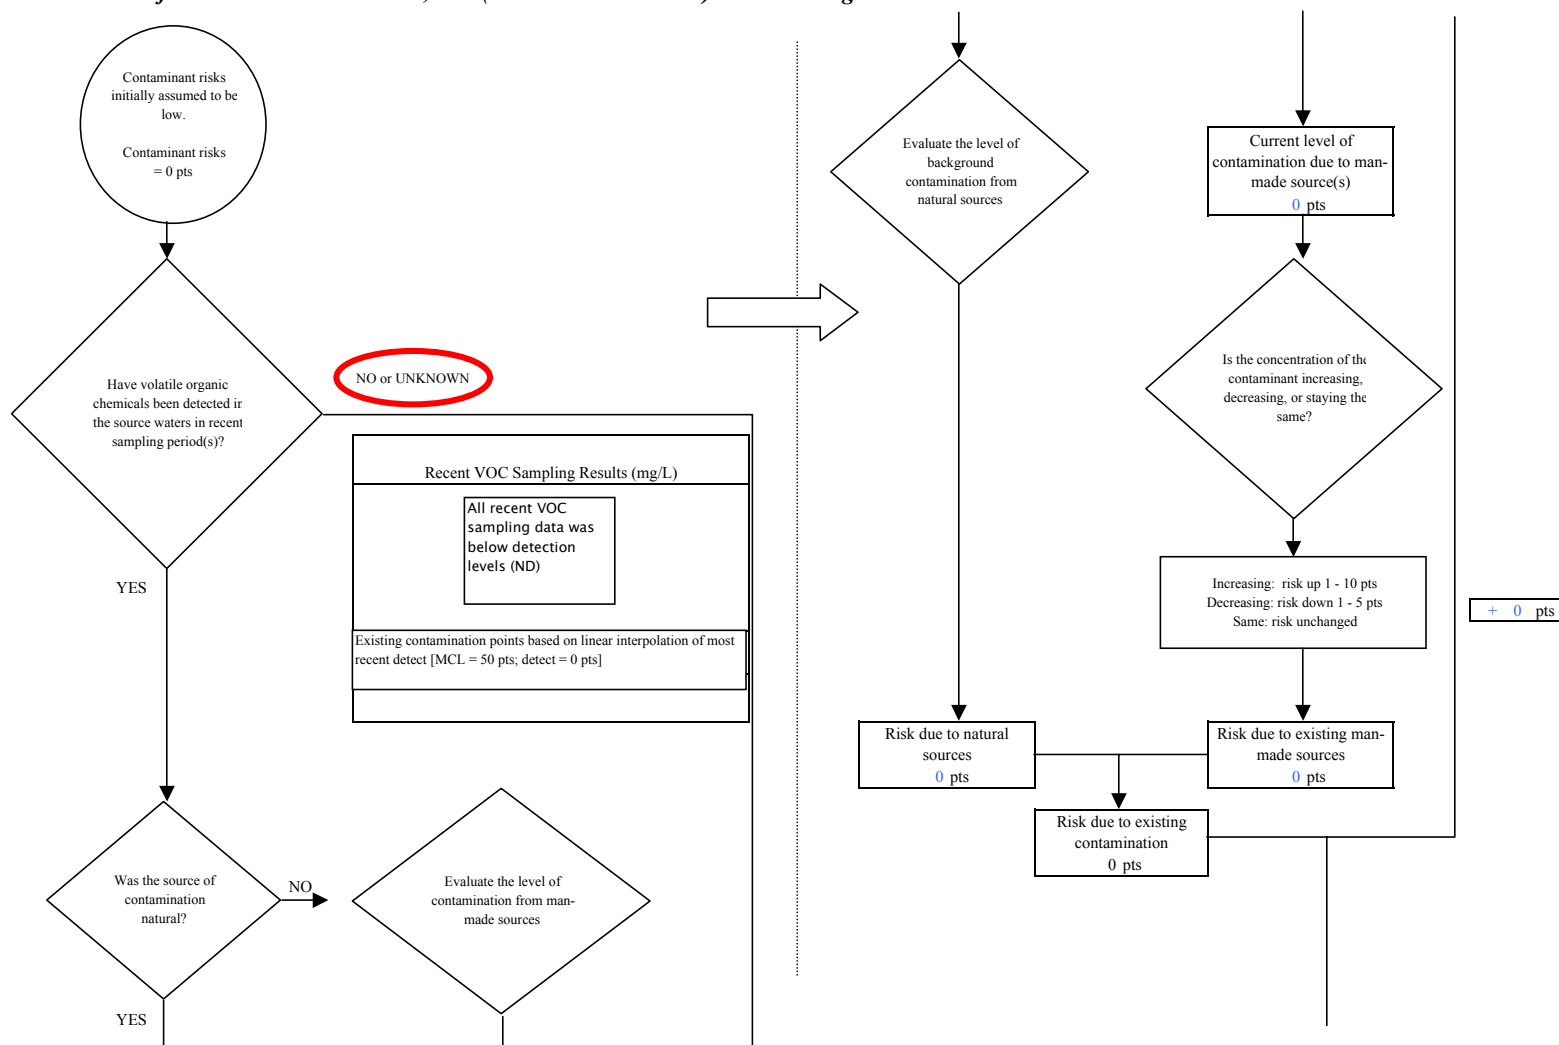 Contaminant risks
initially assumed to be
low.
Contaminant risks
= 0 pts
Have volatile organic
chemicals been detected in
the source waters in recent
sampling period(s)?
NO or UNKNOWN
Recent VOC Sampling Results (mg/L)
All recent VOC
sampling data was
below detection
levels (ND)
Existing contamination points based on linear interpolation of most
recent detect [MCL = 50 pts; detect = 0 pts]
YES
Was the source of
contamination
natural?
NO
Evaluate the level of
contamination from man-
made sources
YES
Evaluate the level of
background
contamination from
natural sources
Current level of
contamination due to man-
made source(s)
0 pts
Is the concentration of the
contaminant increasing,
decreasing, or staying the
same?
Increasing: risk up 1 - 10 pts
Decreasing: risk down 1 - 5 pts
Same: risk unchanged
+ 0 pts
Risk due to natural
sources
0 pts
Risk due to existing man-
made sources
0 pts
Risk due to existing
contamination
0 pts